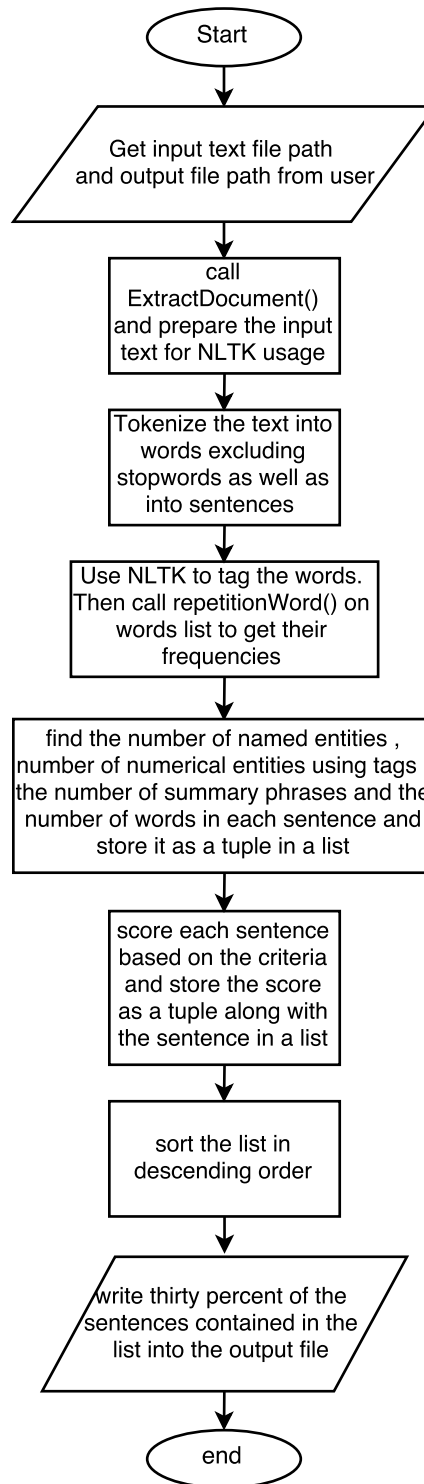 Start
Get input text file path
and output file path from user
call
ExtractDocument()
and prepare the input
text for NLTK usage
Tokenize the text into
words excluding
stopwords as well as
into sentences
Use NLTK to tag the words.
Then call repetitionWord() on
words list to get their
frequencies
find the number of named entities ,
number of numerical entities using tags
the number of summary phrases and the
number of words in each sentence and
store it as a tuple in a list
score each sentence
based on the criteria
and store the score
as a tuple along with
the sentence in a list
sort the list in
descending order
write thirty percent of the
sentences contained in the
list into the output file
end